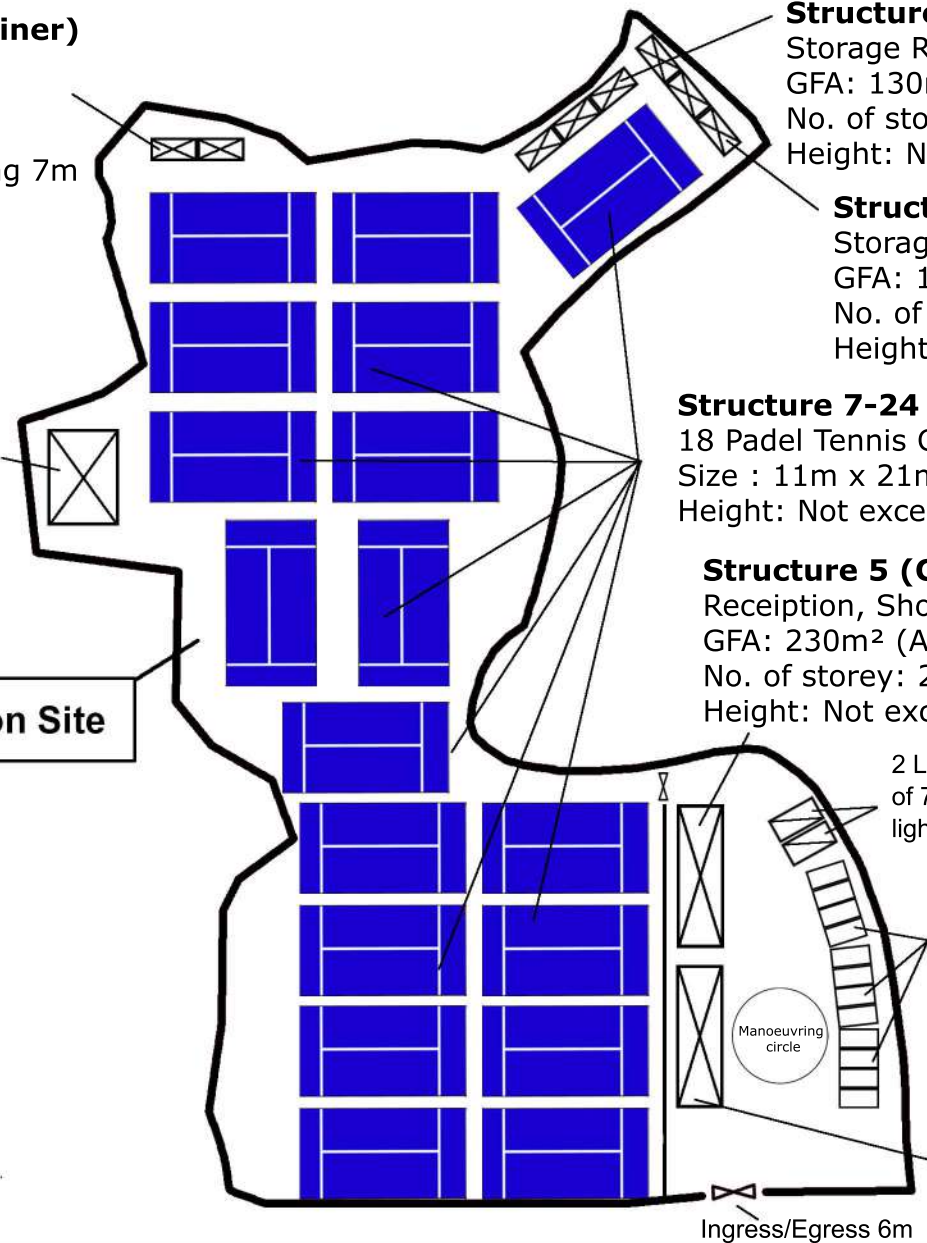 iner)
g 7m
Structure
Storage R
GFA: 130
No. of sto
Height: N
Struct
Storag
GFA: 1
No. of
Height
Structure 7-24
18 Padel Tennis C
Size : 11m x 21m
Height: Not exce
Structure 5 (C
Receiption, Sho
GFA: 230m² (A
No. of storey: 2
Height: Not exc
on Site
2 L
of 7
ligh
Manoeuvring
circle
Ingress/Egress 6m